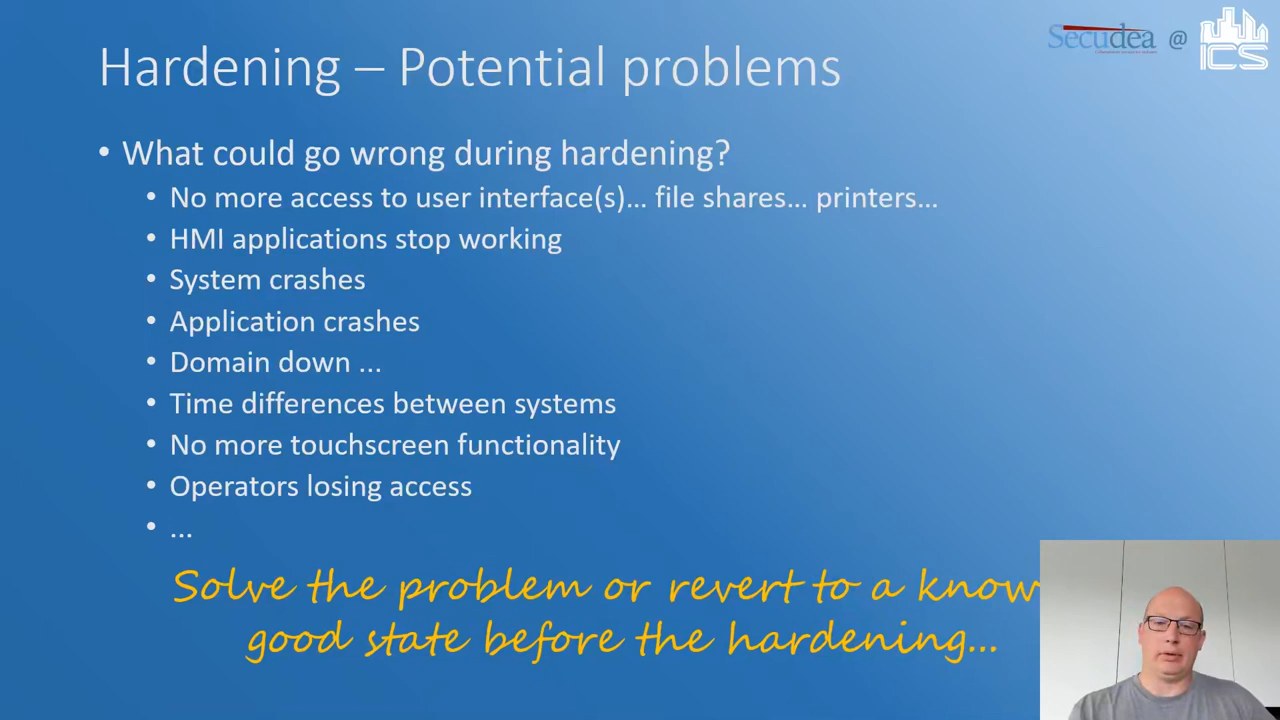 Hardening – Potential problems
Secudea @ ICS
• What could go wrong during hardening?
• No more access to user interface(s)... file shares... printers...
• HMI applications stop working
• System crashes
• Application crashes
• Domain down ...
• Time differences between systems
• No more touchscreen functionality
• Operators losing access
• ...
Solve the problem or revert to a know
good state before the hardening...